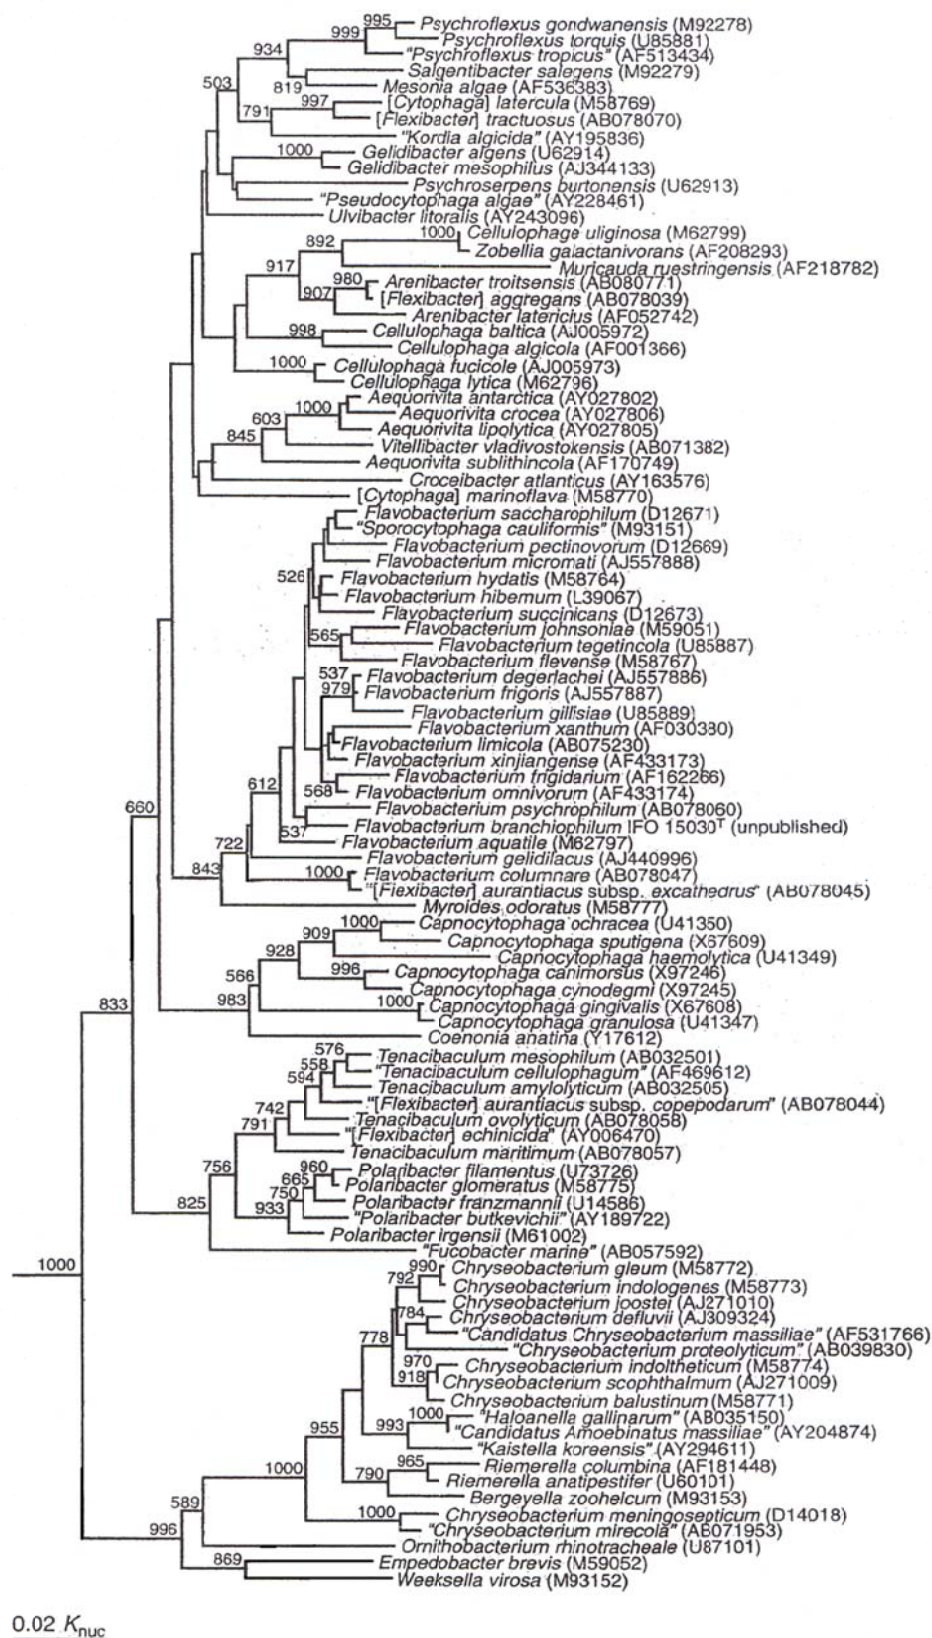 995
Psychroflexus gondwanensis (M92278)
999
Psychroflexus torquis (U85881)
934
"Psychroflexus tropicus" (AF513434)
Salgentibacter salegens (M92279)
503
819
Mesonia algae (AF536383)
997
[Cytophaga] latercula (M58769)
791
[Flexibacter] tractuosus (AB078070)
"Kordia algicida" (AY195836)
1000
Gelidibacter algens (U62914)
Gelidibacter mesophilus (AJ344133)
Psychroserpens burtonensis (U62913)
"Pseudocytophaga algae" (AY228461)
Ulvibacter litoralis (AY243096)
1000
Cellulophage uliginosa (M62799)
892
Zobellia galactanivorans (AF208293)
917
Muricauda ruestringensis (AF218782)
980
Arenibacter troitsensis (AB080771)
907
[Flexibacter] aggregans (AB078039)
Arenibacter latericius (AF052742)
998
Cellulophaga baltica (AJ005972)
Cellulophaga algicola (AF001366)
1000
Cellulophaga fucicole (AJ005973)
Cellulophaga lytica (M62796)
Aequorivita antarctica (AY027802)
1000
Aequorivita crocea (AY027806)
603
Aequorivita lipolytica (AY027805)
845
Vitellibacter vladivostokensis (AB071382)
Aequorivita sublithincola (AF170749)
Croceibacter atlanticus (AY163576)
[Cytophaga] marinoflava (M58770)
Flavobacterium saccharophilum (D12671)
"Sporocytophaga cauliformis" (M93151)
Flavobacterium pectinovorum (D12669)
Flavobacterium micromati (AJ557888)
526
Flavobacterium hydatis (M58764)
Flavobacterium hibernum (L39067)
Flavobacterium succinicans (D12673)
565
Flavobacterium johnsoniae (M59051)
Flavobacterium tegetincola (U85887)
Flavobacterium flevense (M58767)
537
Flavobacterium degerlachei (AJ557886)
979
Flavobacterium frigoris (AJ557887)
Flavobacterium gillisiae (U85889)
Flavobacterium xanthum (AF030380)
Flavobacterium limicola (AB075230)
Flavobacterium xinjiangense (AF433173)
612
Flavobacterium frigidarium (AF162266)
568
Flavobacterium omnivorum (AF433174)
660
Flavobacterium psychrophilum (AB078060)
537
Flavobacterium branchiophilum IFO 15030ᵀ (unpublished)
722
Flavobacterium aquatile (M62797)
Flavobacterium gelidilacus (AJ440996)
843
1000
Flavobacterium columnare (AB078047)
"[Flexibacter] aurantiacus subsp. excathedrus" (AB078045)
Myroides odoratus (M58777)
1000
Capnocytophaga ochracea (U41350)
909
Capnocytophaga sputigena (X67609)
928
Capnocytophaga haemolytica (U41349)
566
996
Capnocytophaga canimorsus (X97246)
Capnocytophaga cynodegmi (X97245)
833
983
1000
Capnocytophaga gingivalis (X67608)
Capnocytophaga granulosa (U41347)
Coenonia anatina (Y17612)
576
Tenacibaculum mesophilum (AB032501)
558
"Tenacibaculum cellulophagum" (AF469612)
594
Tenacibaculum amylolyticum (AB032505)
742
"[Flexibacter] aurantiacus subsp. copepodarum" (AB078044)
791
Tenacibaculum ovolyticum (AB078058)
"[Flexibacter] echinicida" (AY006470)
Tenacibaculum maritimum (AB078057)
756
960
Polaribacter filamentus (U73726)
665
Polaribacter glomeratus (M58775)
750
Polaribacter franzmannii (U14586)
825
933
"Polaribacter butkevichii" (AY189722)
Polaribacter irgensii (M61002)
"Fucobacter marine" (AB057592)
1000
990
Chryseobacterium gleum (M58772)
792
Chryseobacterium indologenes (M58773)
Chryseobacterium joostei (AJ271010)
784
Chryseobacterium defluvii (AJ309324)
"Candidatus Chryseobacterium massiliae" (AF531766)
778
"Chryseobacterium proteolyticum" (AB039830)
970
Chryseobacterium indoltheticum (M58774)
918
Chryseobacterium scophthalmum (AJ271009)
Chryseobacterium balustinum (M58771)
1000
"Haloanella gallinarum" (AB035150)
993
"Candidatus Amoebinatus massiliae" (AY204874)
955
"Kaistella koreensis" (AY294611)
965
Riemerella columbina (AF181448)
1000
790
Riemerella anatipestifer (U60101)
Bergeyella zoohelcum (M93153)
589
1000
Chryseobacterium meningosepticum (D14018)
"Chryseobacterium mirecola" (AB071953)
996
Ornithobacterium rhinotracheale (U87101)
869
Empedobacter brevis (M59052)
Weeksella virosa (M93152)
0.02 Knuc